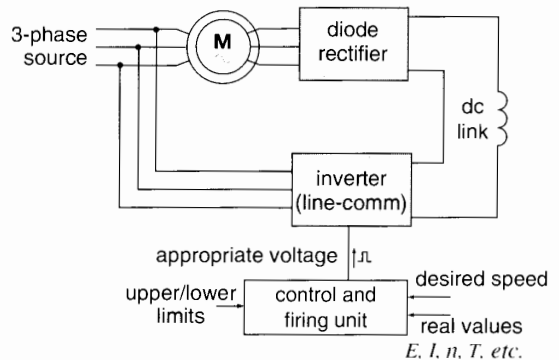 3-phase
source
M
diode
rectifier
dc
link
inverter
(line-comm)
appropriate voltage
upper/lower
limits
control and
firing unit
desired speed
real values
E, I, n, T, etc.